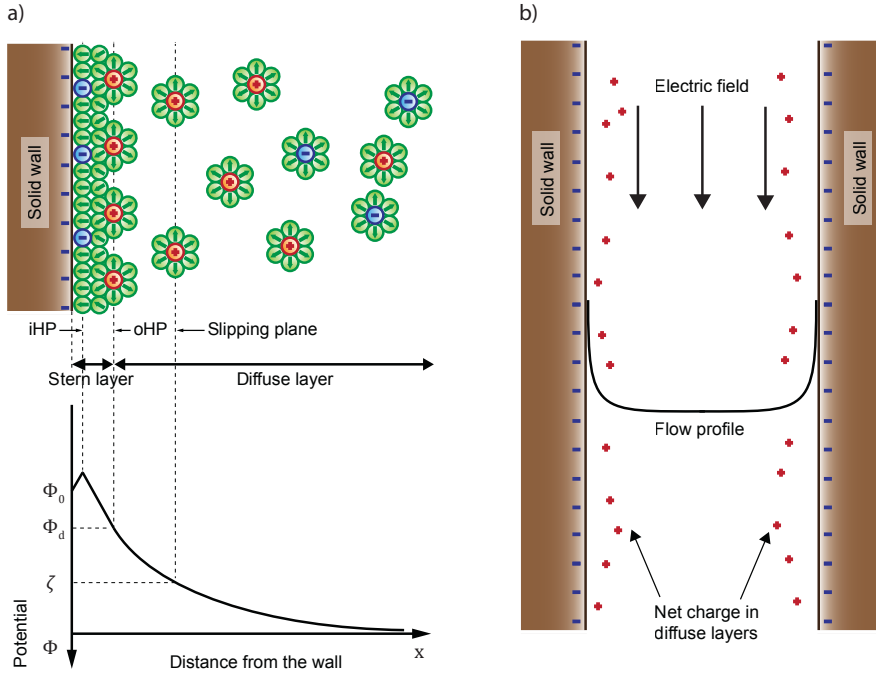 a)
Solid wall
iHP
oHP
Slipping plane
Stern layer
Diffuse layer
Φ0
Φd
ζ
Potential
Φ
Distance from the wall
x
b)
Solid wall
Electric field
Solid wall
Flow profile
Net charge in
diffuse layers